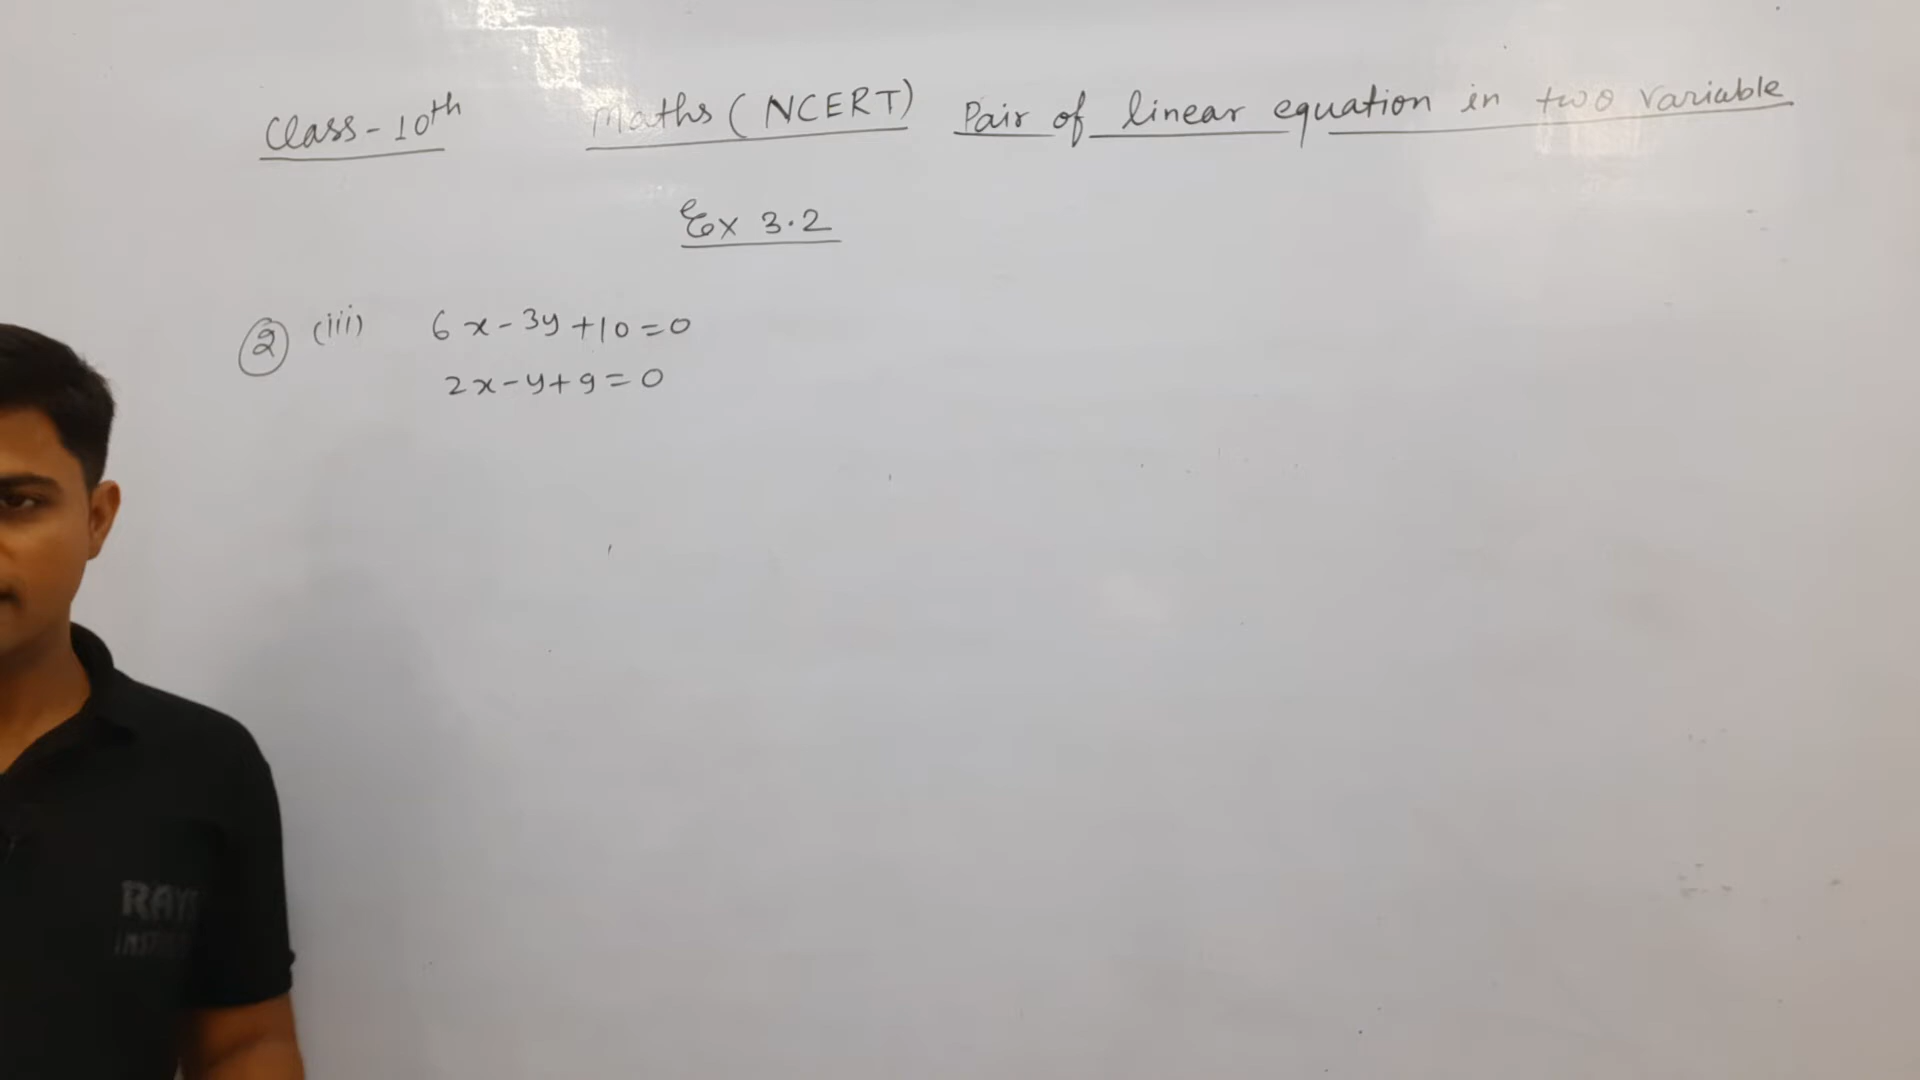 Class-10th Maths (NCERT) Pair of linear equation in two variable
Ex 3.2
2 (iii) 6x-3y+10=0
2x-y+9=0
RAYS